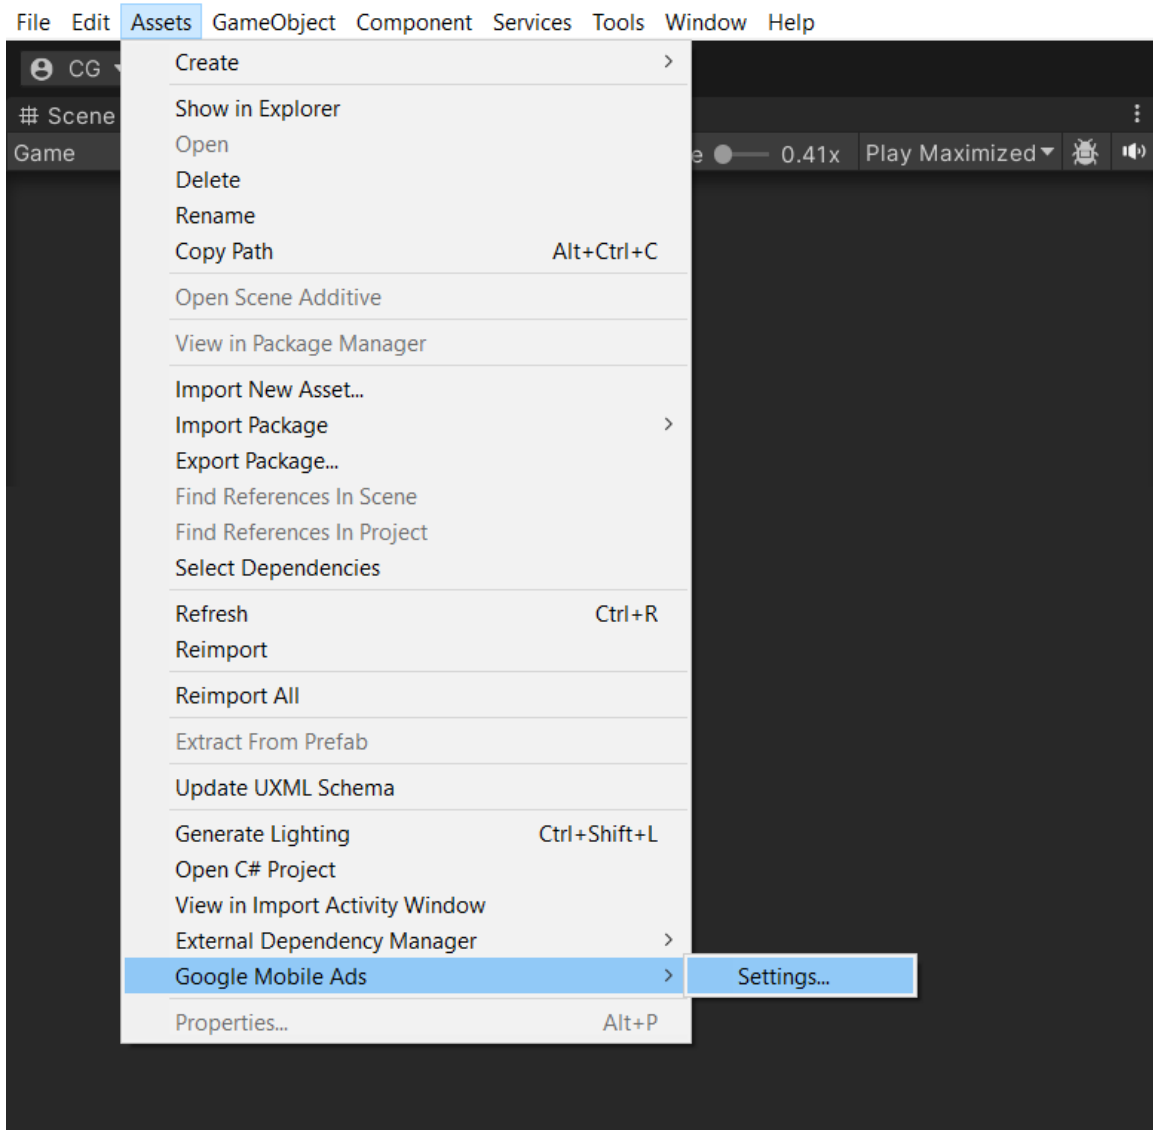 File Edit Assets GameObject Component Services Tools Window Help
CG
Scene
Game
e 0.41x Play Maximized
Create
Show in Explorer
Open
Delete
Rename
Copy Path Alt+Ctrl+C
Open Scene Additive
View in Package Manager
Import New Asset...
Import Package
Export Package...
Find References In Scene
Find References In Project
Select Dependencies
Refresh Ctrl+R
Reimport
Reimport All
Extract From Prefab
Update UXML Schema
Generate Lighting Ctrl+Shift+L
Open C# Project
View in Import Activity Window
External Dependency Manager
Google Mobile Ads Settings...
Properties... Alt+P